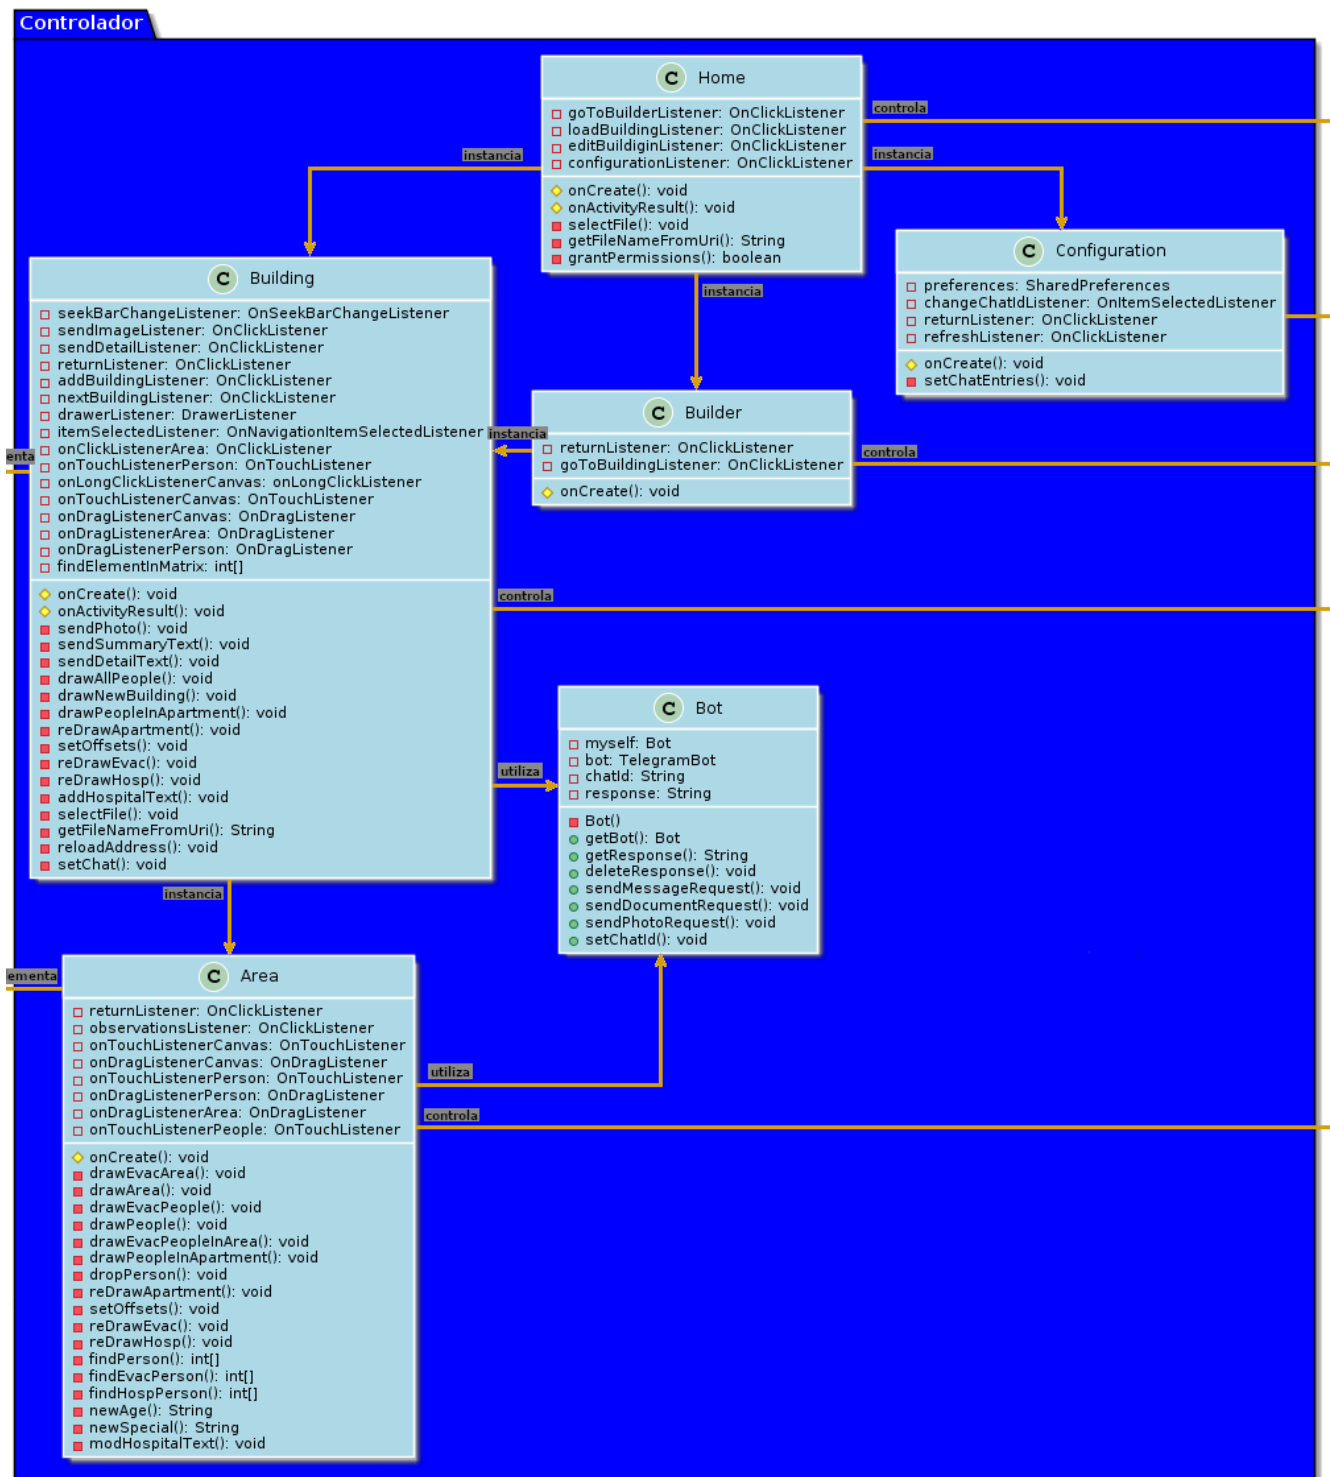 Controlador
C Home
goToBuilderListener: OnClickListener
loadBuildingListener: OnClickListener
editBuildiginListener: OnClickListener
configurationListener: OnClickListener
onCreate(): void
onActivityResult(): void
selectFile(): void
getFileNameFromUri(): String
grantPermissions(): boolean
controla
instancia
instancia
instancia
C Configuration
preferences: SharedPreferences
changeChatIdListener: OnItemSelectedListener
returnListener: OnClickListener
refreshListener: OnClickListener
onCreate(): void
setChatEntries(): void
C Building
seekBarChangeListener: OnSeekBarChangeListener
sendImageListener: OnClickListener
sendDetailListener: OnClickListener
returnListener: OnClickListener
addBuildingListener: OnClickListener
nextBuildingListener: OnClickListener
drawerListener: DrawerListener
itemSelectedListener: OnNavigationItemSelectedListener
onClickListenerArea: OnClickListener
onTouchListenerPerson: OnTouchListener
onLongClickListenerCanvas: onLongClickListener
onTouchListenerCanvas: OnTouchListener
onDragListenerCanvas: OnDragListener
onDragListenerArea: OnDragListener
onDragListenerPerson: OnDragListener
findElementInMatrix: int[]
onCreate(): void
onActivityResult(): void
sendPhoto(): void
sendSummaryText(): void
sendDetailText(): void
drawAllPeople(): void
drawNewBuilding(): void
drawPeopleInApartment(): void
reDrawApartment(): void
setOffsets(): void
reDrawEvac(): void
reDrawHosp(): void
addHospitalText(): void
selectFile(): void
getFileNameFromUri(): String
reloadAddress(): void
setChat(): void
enta
instancia
C Builder
returnListener: OnClickListener
goToBuildingListener: OnClickListener
onCreate(): void
controla
controla
utiliza
C Bot
myself: Bot
bot: TelegramBot
chatId: String
response: String
Bot()
getBot(): Bot
getResponse(): String
deleteResponse(): void
sendMessageRequest(): void
sendDocumentRequest(): void
sendPhotoRequest(): void
setChatId(): void
instancia
ementa
C Area
returnListener: OnClickListener
observationsListener: OnClickListener
onTouchListenerCanvas: OnTouchListener
onDragListenerCanvas: OnDragListener
onTouchListenerPerson: OnTouchListener
onDragListenerPerson: OnDragListener
onDragListenerArea: OnDragListener
onTouchListenerPeople: OnTouchListener
onCreate(): void
drawEvacArea(): void
drawArea(): void
drawEvacPeople(): void
drawPeople(): void
drawEvacPeopleInArea(): void
drawPeopleInApartment(): void
dropPerson(): void
reDrawApartment(): void
setOffsets(): void
reDrawEvac(): void
reDrawHosp(): void
findPerson(): int[]
findEvacPerson(): int[]
findHospPerson(): int[]
newAge(): String
newSpecial(): String
modHospitalText(): void
utiliza
controla